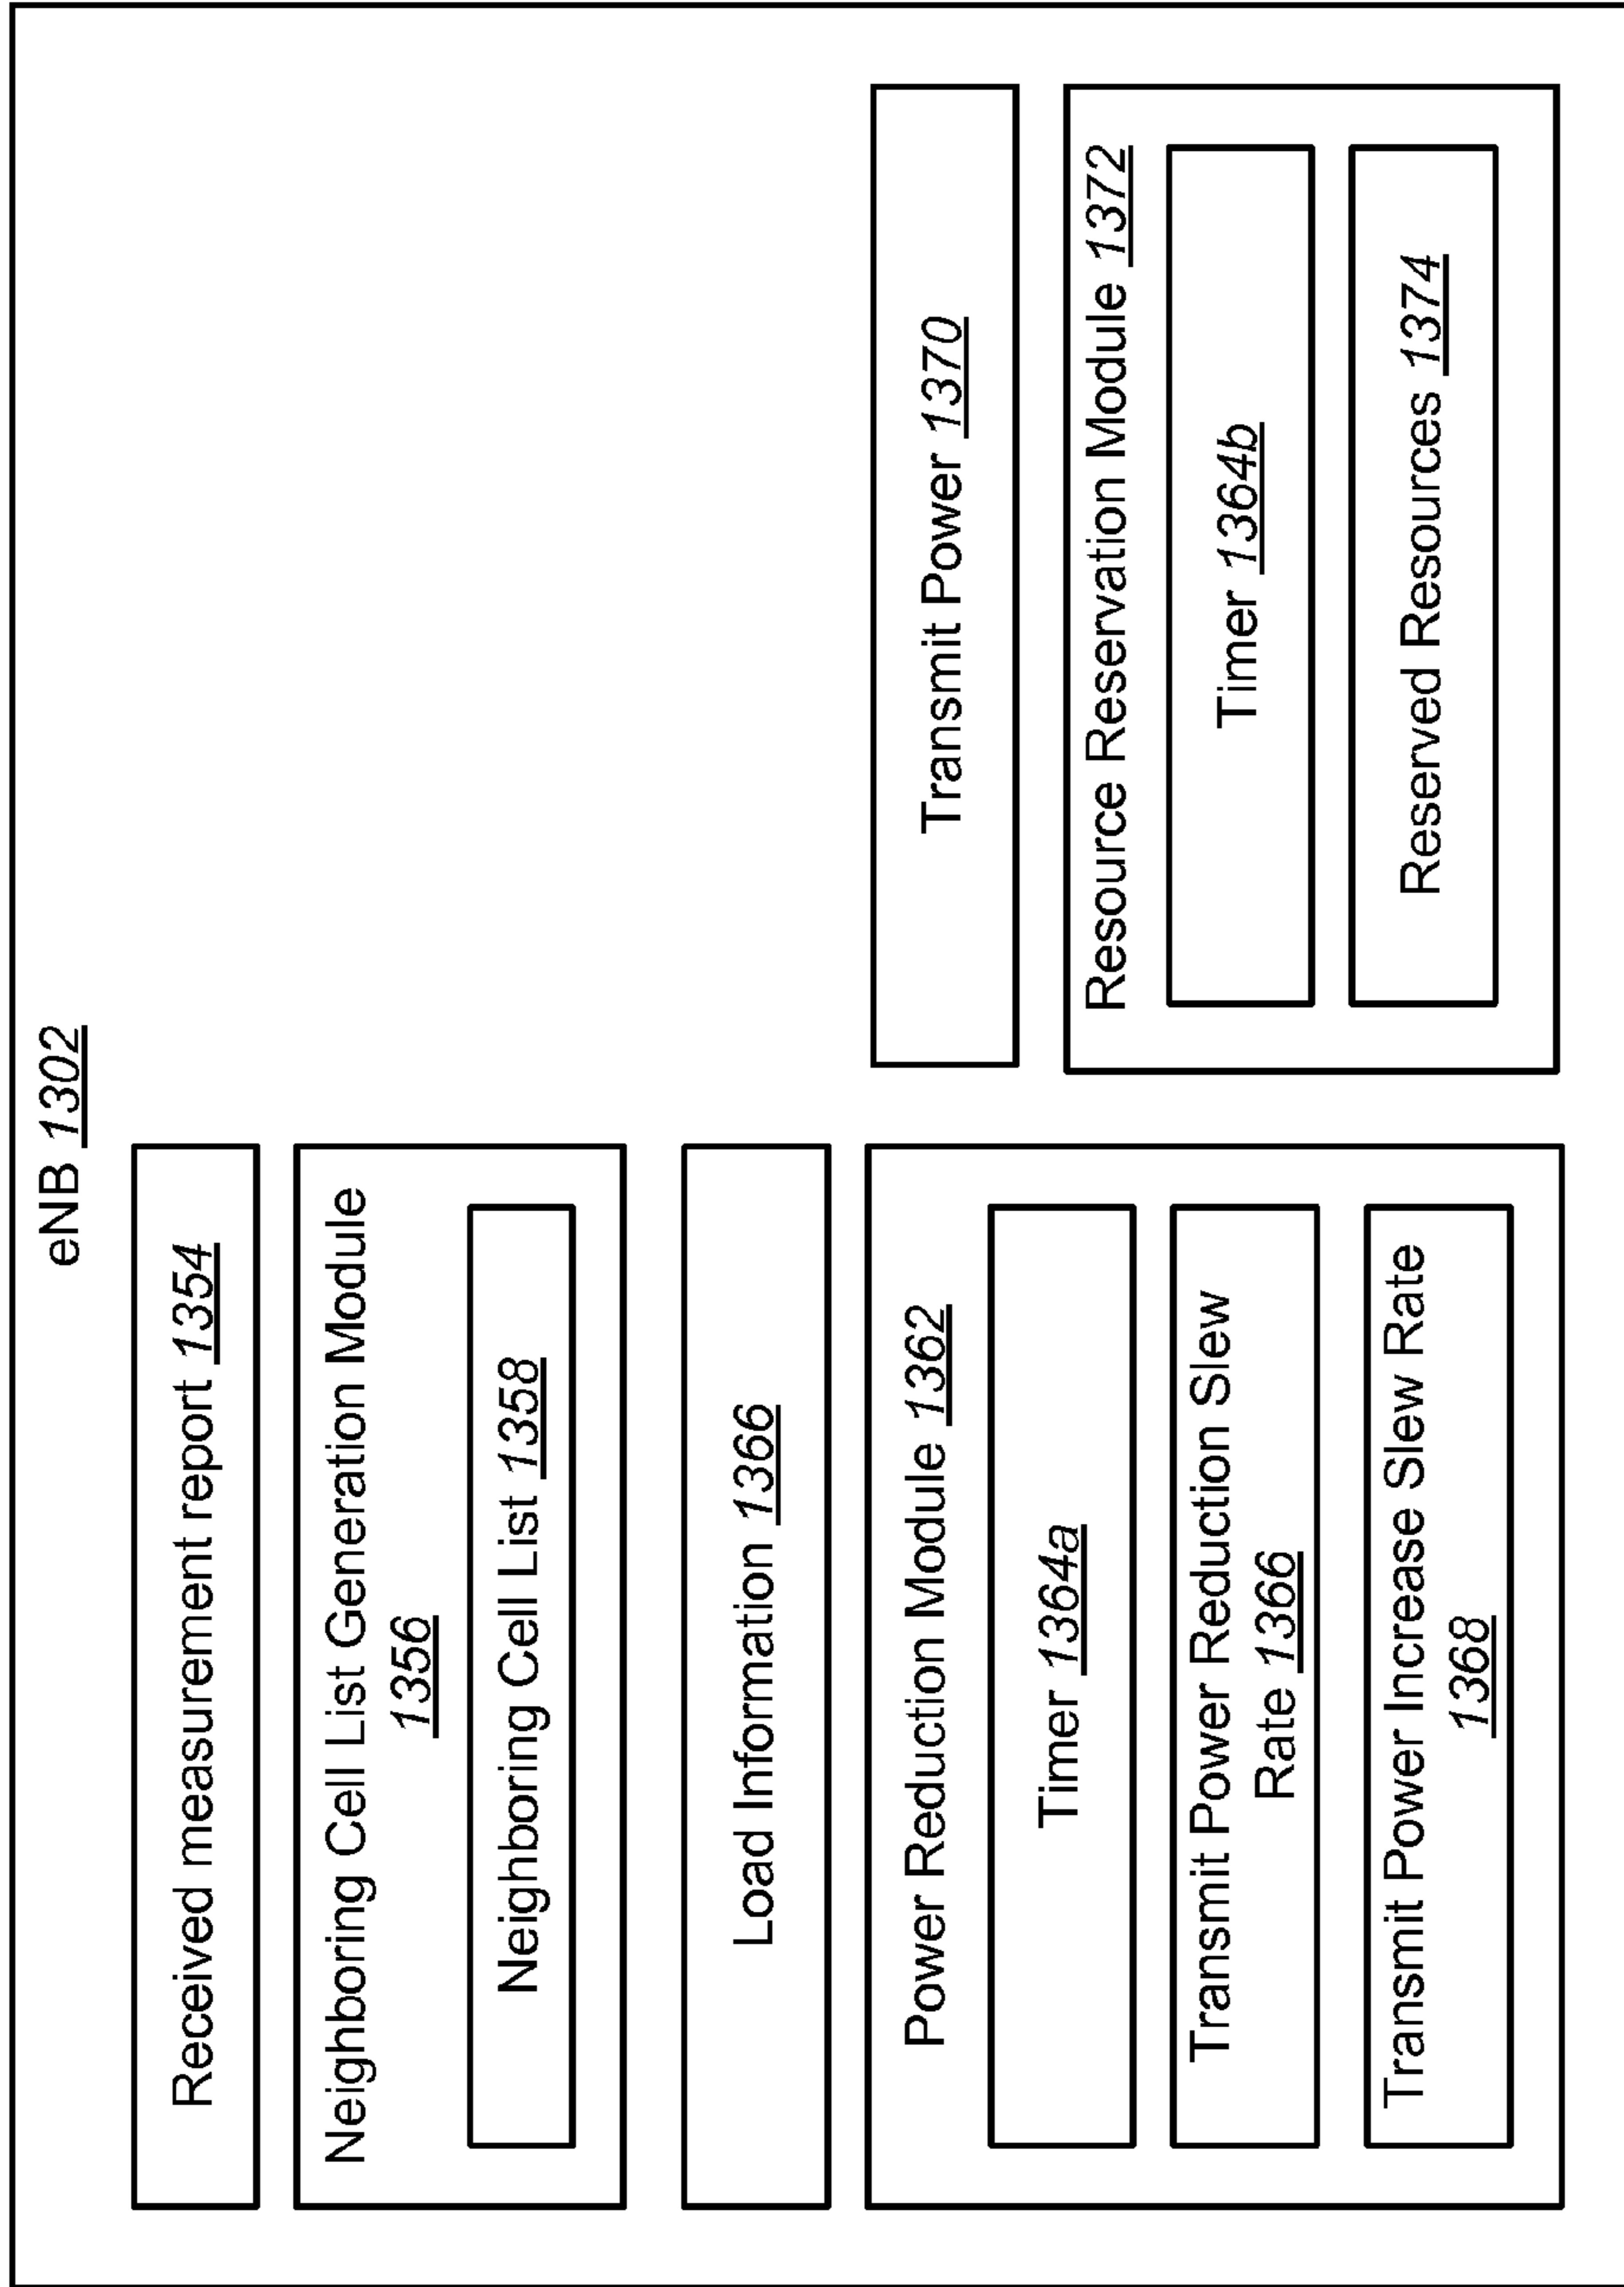 eNB 1302
Received measurement report 1354
Neighboring Cell List Generation Module
1356
Neighboring Cell List 1358
Load Information 1366
Power Reduction Module 1362
Timer 1364a
Transmit Power Reduction Slew
Rate 1366
Transmit Power Increase Slew Rate
1368
Transmit Power 1370
Resource Reservation Module 1372
Timer 1364b
Reserved Resources 1374